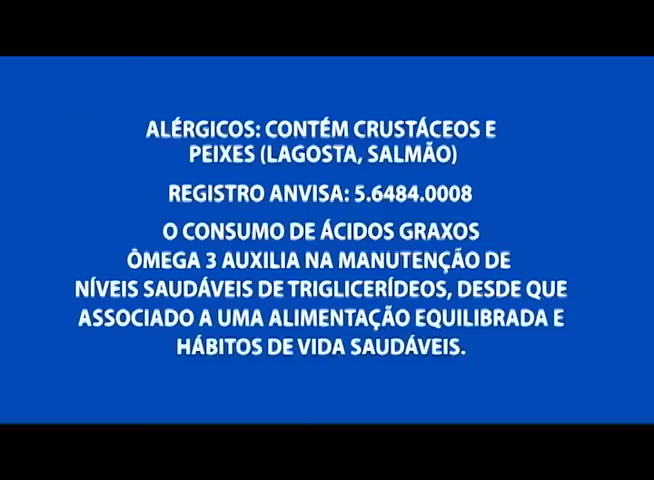 ALÉRGICOS: CONTÉM CRUSTÁCEOS E
PEIXES (LAGOSTA, SALMÃO)
REGISTRO ANVISA: 5.6484.0008
O CONSUMO DE ÁCIDOS GRAXOS
ÔMEGA 3 AUXILIA NA MANUTENÇÃO DE
NÍVEIS SAUDÁVEIS DE TRIGLICERÍDEOS, DESDE QUE
ASSOCIADO A UMA ALIMENTAÇÃO EQUILIBRADA E
HÁBITOS DE VIDA SAUDÁVEIS.